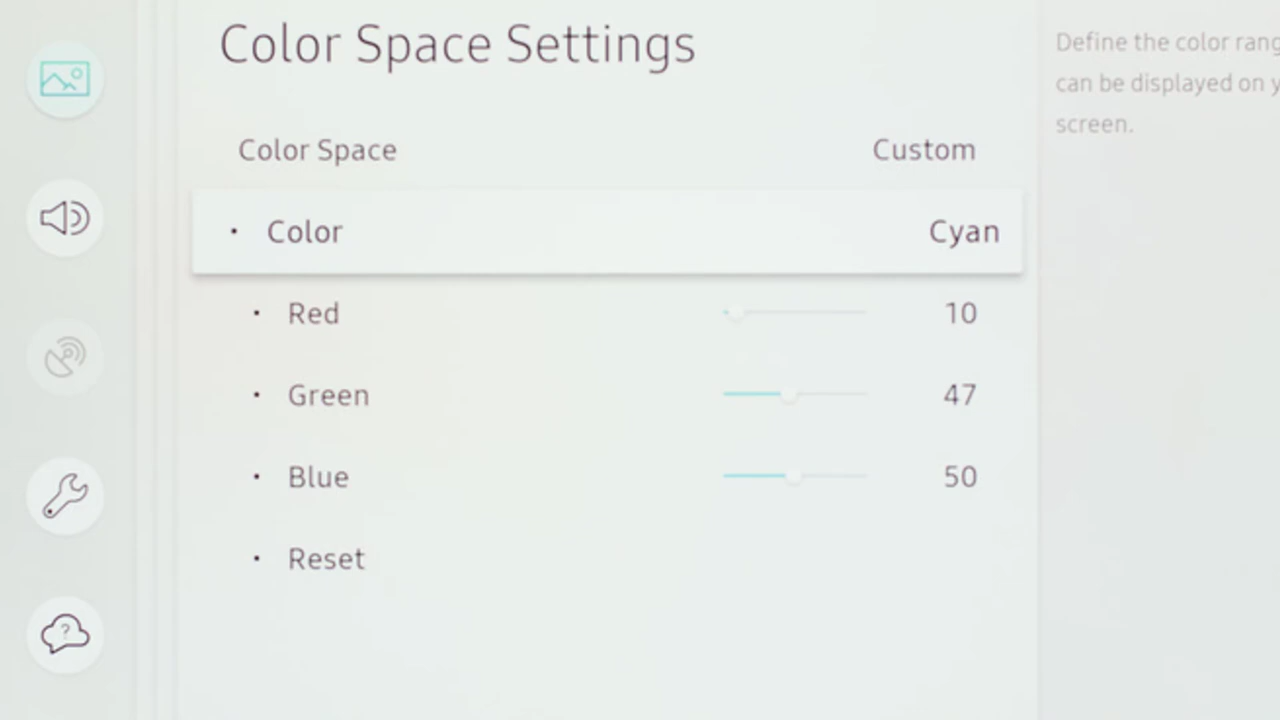 Color Space Settings
Define the color rang
can be displayed on y
screen.
Color Space Custom
· Color Cyan
· Red 10
· Green 47
· Blue 50
· Reset
?